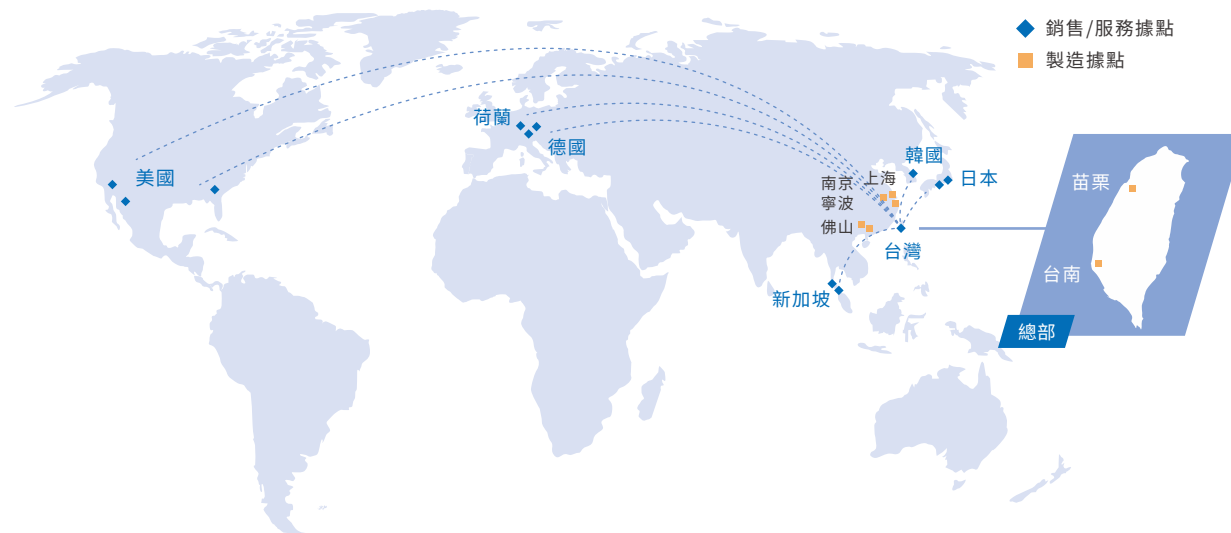 銷售/服務據點
製造據點
荷蘭
德國
美國
韓國
日本
上海
南京
寧波
佛山
台灣
新加坡
苗栗
台南
總部